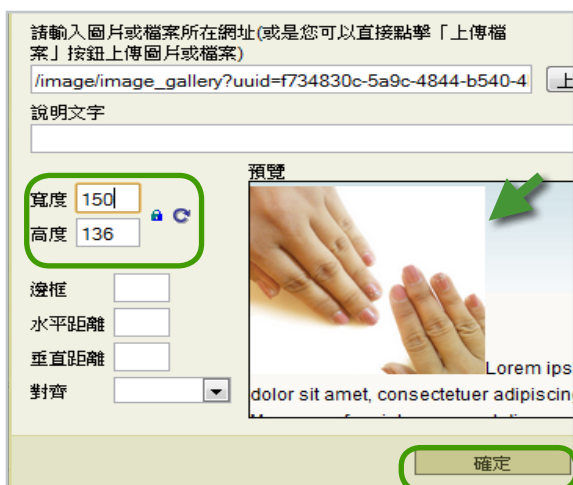 請輸入圖片或檔案所在網址(或是您可以直接點擊「上傳檔
案」按鈕上傳圖片或檔案)
/image/image_gallery?uuid=f734830c-5a9c-4844-b540-4
上
說明文字
預覽
寬度 150
高度 136
邊框
水平距離
垂直距離
對齊
Lorem ips
dolor sit amet, consectetuer adipiscin
確定